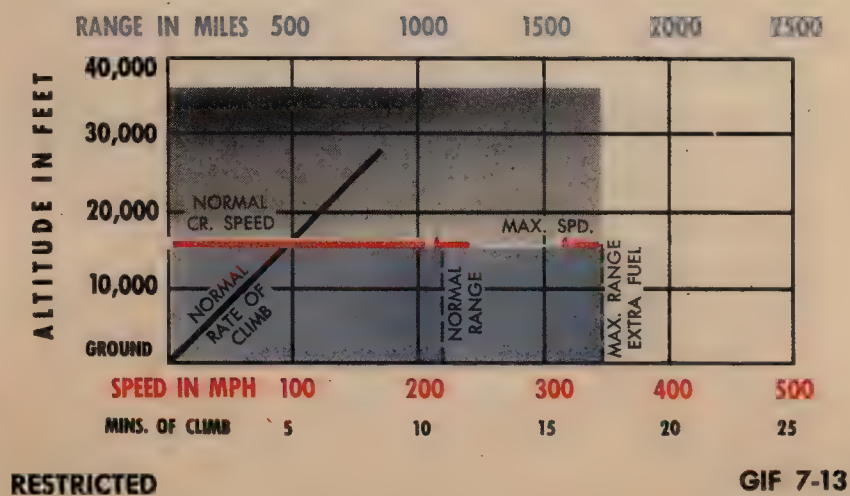 RANGE IN MILES 500 1000 1500 2000 2500
ALTITUDE IN FEET
40,000
30,000
20,000
10,000
GROUND
NORMAL
CR. SPEED
MAX. SPD.
NORMAL
RATE OF
CLIMB
NORMAL
RANGE
MAX. RANGE
EXTRA FUEL
SPEED IN MPH 100 200 300 400 500
MINS. OF CLIMB 5 10 15 20 25
RESTRICTED GIF 7-13